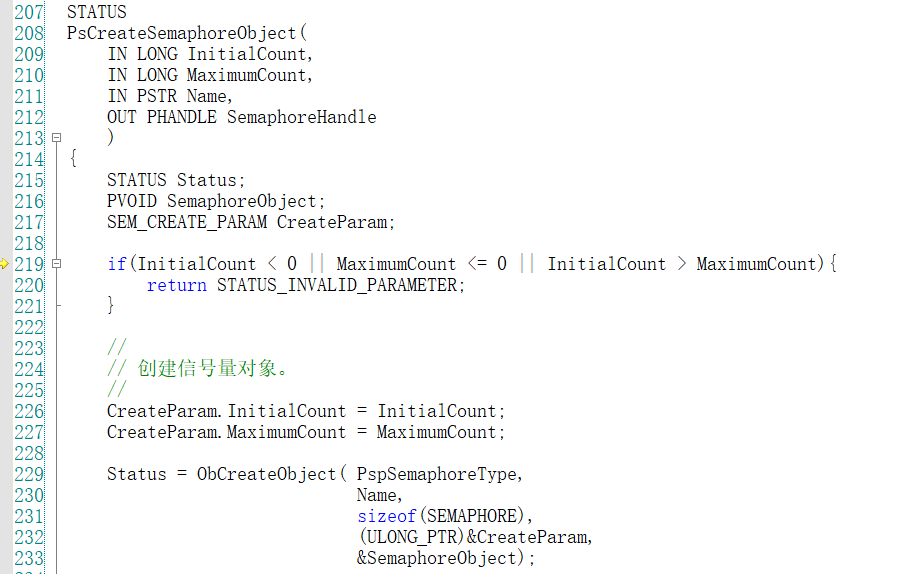 207 STATUS
208 PsCreateSemaphoreObject(
209     IN LONG InitialCount,
210     IN LONG MaximumCount,
211     IN PSTR Name,
212     OUT PHANDLE SemaphoreHandle
213     )
214 {
215     STATUS Status;
216     PVOID SemaphoreObject;
217     SEM_CREATE_PARAM CreateParam;
218
219     if(InitialCount < 0 || MaximumCount <= 0 || InitialCount > MaximumCount){
220         return STATUS_INVALID_PARAMETER;
221     }
222
223     //
224     // 创建信号量对象。
225     //
226     CreateParam.InitialCount = InitialCount;
227     CreateParam.MaximumCount = MaximumCount;
228
229     Status = ObCreateObject( PspSemaphoreType,
230                              Name,
231                              sizeof(SEMAPHORE),
232                              (ULONG_PTR)&CreateParam,
233                              &SemaphoreObject);